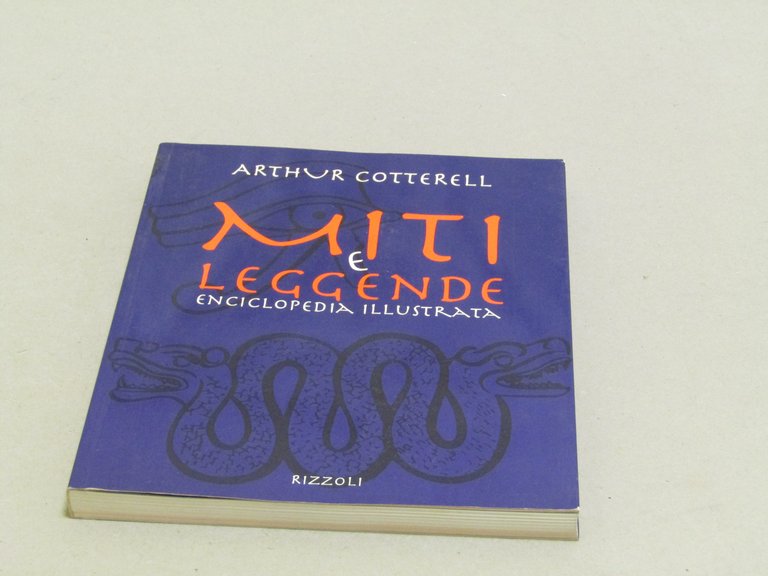 ARTHUR COTTERELL
MITI
E
LEGGENDE
ENCICLOPEDIA ILLUSTRATA
RIZZOLI